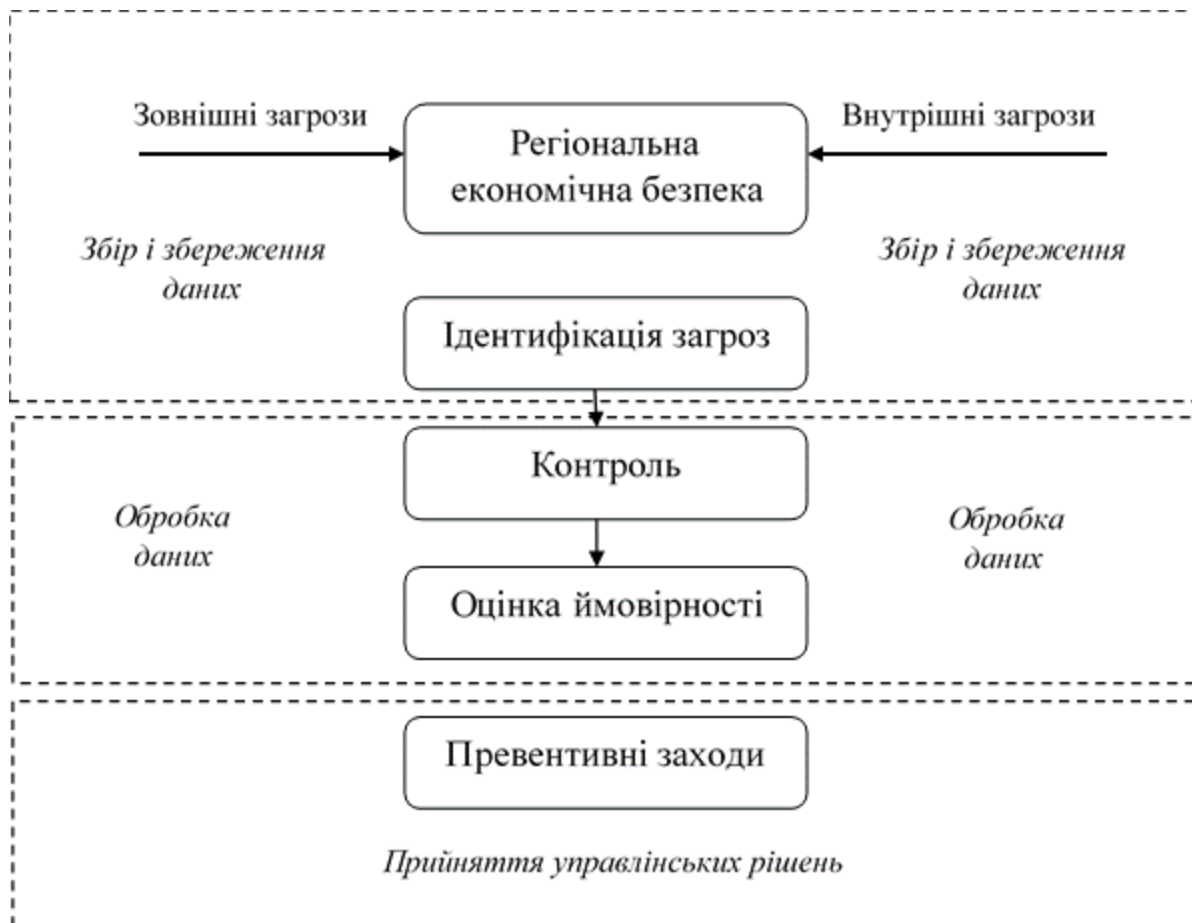 Зовнішні загрози
Регіональна
економічна безпека
Внутрішні загрози
Збір і збереження
даних
Збір і збереження
даних
Ідентифікація загроз
Контроль
Обробка
даних
Обробка
даних
Оцінка ймовірності
Превентивні заходи
Прийняття управлінських рішень